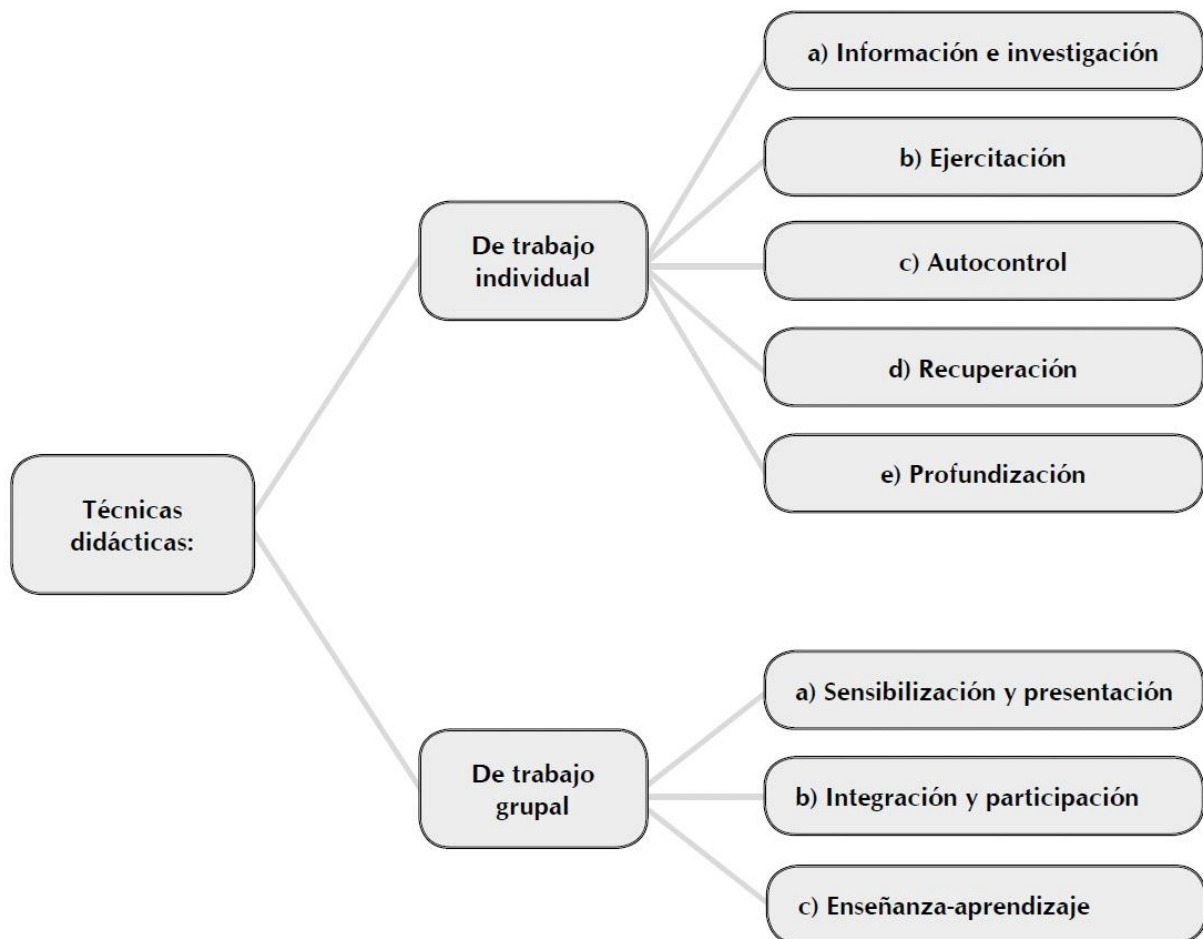 Técnicas
didácticas:
De trabajo
individual
a) Información e investigación
b) Ejercitación
c) Autocontrol
d) Recuperación
e) Profundización
De trabajo
grupal
a) Sensibilización y presentación
b) Integración y participación
c) Enseñanza-aprendizaje